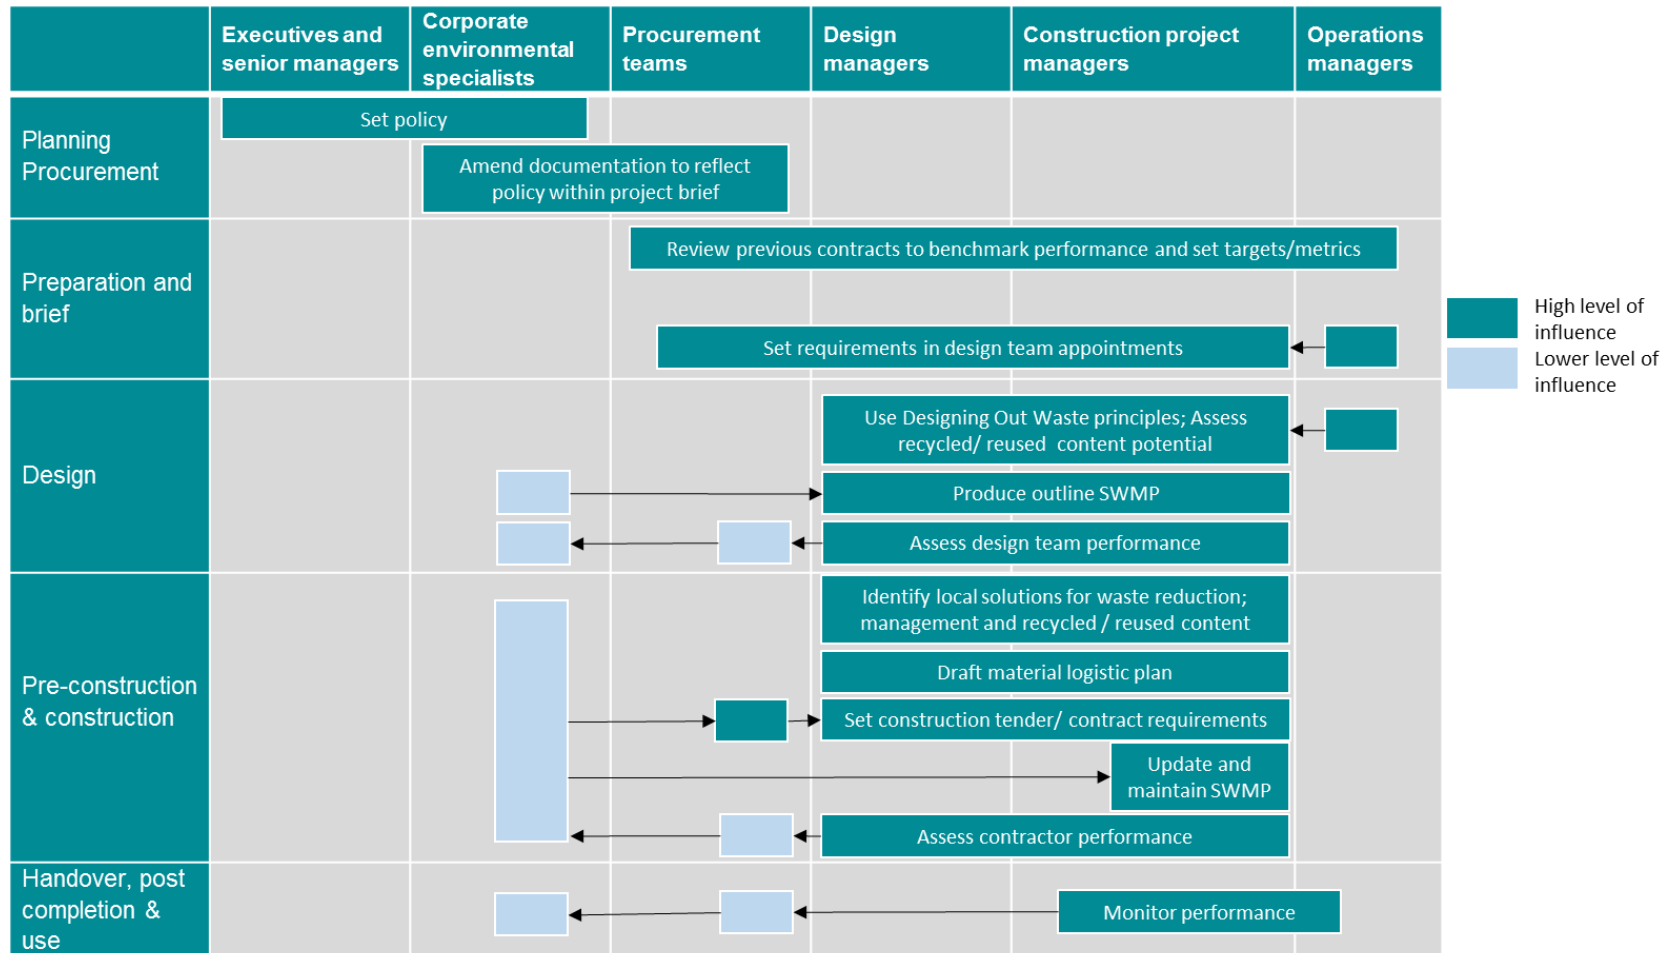 Executives and
senior managers
Corporate
environmental
specialists
Procurement
teams
Design
managers
Construction project
managers
Operations
managers
Planning
Procurement
Set policy
Amend documentation to reflect
policy within project brief
Preparation and
brief
Review previous contracts to benchmark performance and set targets/metrics
Set requirements in design team appointments
High level of
influence
Lower level of
influence
Design
Use Designing Out Waste principles; Assess
recycled/ reused content potential
Produce outline SWMP
Assess design team performance
Pre-construction
& construction
Identify local solutions for waste reduction;
management and recycled / reused content
Draft material logistic plan
Set construction tender/ contract requirements
Update and
maintain SWMP
Assess contractor performance
Handover, post
completion &
use
Monitor performance